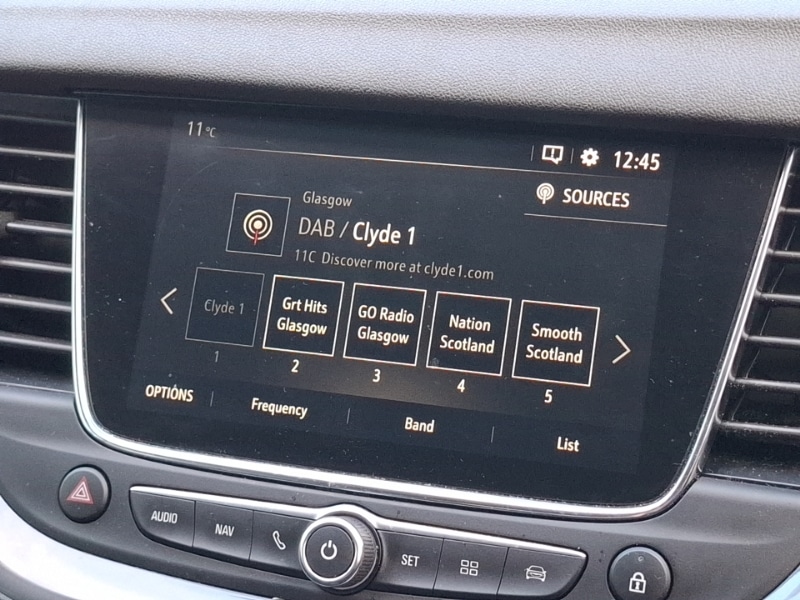 11°C
12:45
SOURCES
Glasgow
DAB / Clyde 1
11C Discover more at clyde1.com
Clyde 1
Grt Hits
Glasgow
GO Radio
Glasgow
Nation
Scotland
Smooth
Scotland
1
2
3
4
5
OPTIONS
Frequency
Band
List
AUDIO
NAV
SET